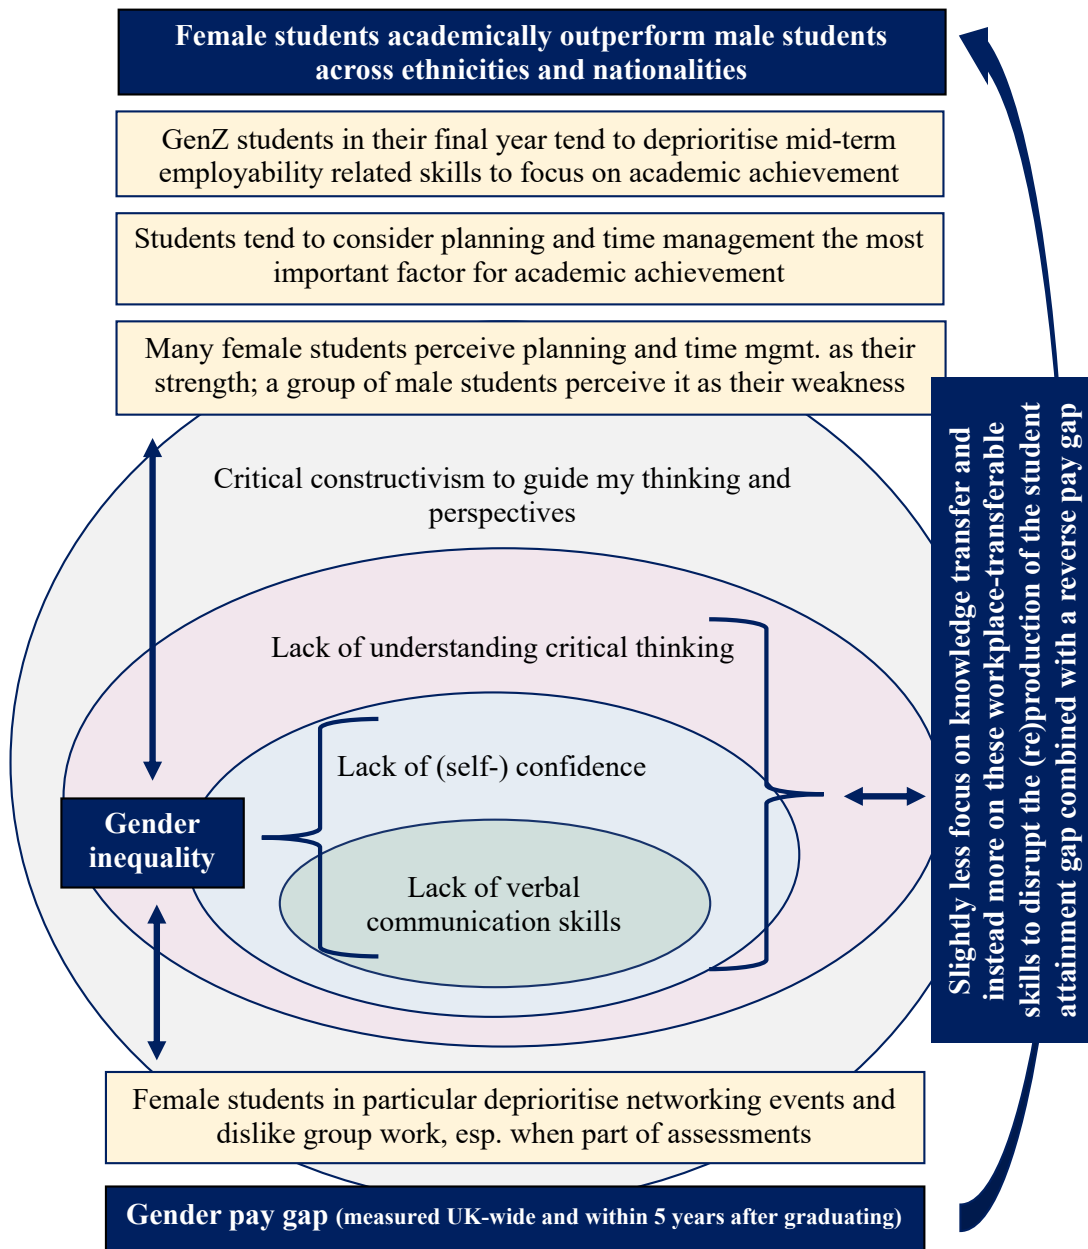 Female students academically outperform male students
across ethnicities and nationalities
GenZ students in their final year tend to deprioritise mid-term
employability related skills to focus on academic achievement
Students tend to consider planning and time management the most
important factor for academic achievement
Many female students perceive planning and time mgmt. as their
strength; a group of male students perceive it as their weakness
Critical constructivism to guide my thinking and
perspectives
Lack of understanding critical thinking
Lack of (self-) confidence
Gender
inequality
Lack of verbal
communication skills
Slightly less focus on knowledge transfer and
instead more on these workplace-transferable
skills to disrupt the (re)production of the student
attainment gap combined with a reverse pay gap
Female students in particular deprioritise networking events and
dislike group work, esp. when part of assessments
Gender pay gap (measured UK-wide and within 5 years after graduating)